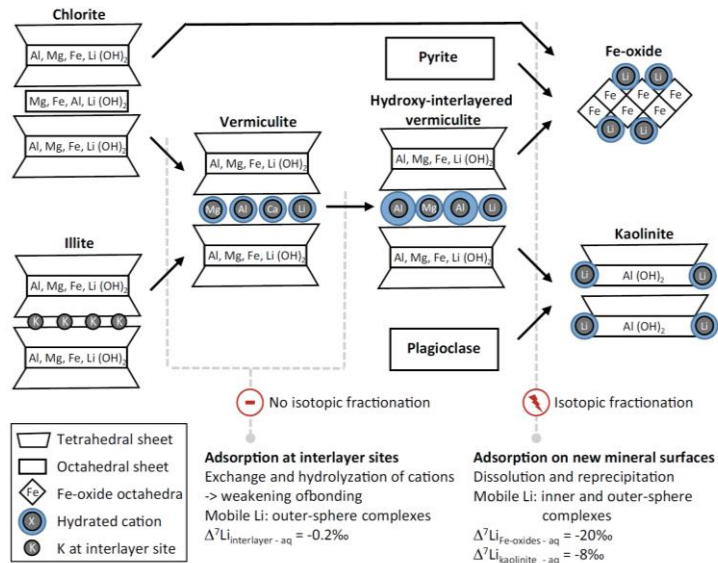 Chlorite
Al, Mg, Fe, Li (OH)₂
Mg, Fe, Al, Li (OH)₂
Al, Mg, Fe, Li (OH)₂
Illite
Al, Mg, Fe, Li (OH)₂
K K K K
Al, Mg, Fe, Li (OH)₂
Vermiculite
Al, Mg, Fe, Li (OH)₂
Mg Al Ca Li
Al, Mg, Fe, Li (OH)₂
Pyrite
Hydroxy-interlayered
vermiculite
Al, Mg, Fe, Li (OH)₂
Al Mg Al Li
Al, Mg, Fe, Li (OH)₂
Plagioclase
Fe-oxide
Li Li
Fe Fe Fe
Fe Fe Fe
Li Li
Kaolinite
Li Al (OH)₂ Li
Li Al (OH)₂ Li
No isotopic fractionation
Adsorption at interlayer sites
Exchange and hydrolyzation of cations
-> weakening ofbonding
Mobile Li: outer-sphere complexes
Δ⁷Li interlayer - aq = -0.2‰
Isotopic fractionation
Adsorption on new mineral surfaces
Dissolution and reprecipitation
Mobile Li: inner and outer-sphere
complexes
Δ⁷Li Fe-oxides - aq = -20‰
Δ⁷Li kaolinite - aq = -8‰
Tetrahedral sheet
Octahedral sheet
Fe Fe-oxide octahedra
X Hydrated cation
K K at interlayer site